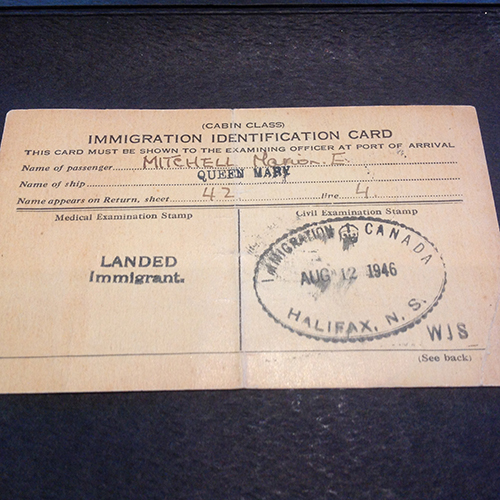 (CABIN CLASS)
IMMIGRATION IDENTIFICATION CARD
THIS CARD MUST BE SHOWN TO THE EXAMINING OFFICER AT PORT OF ARRIVAL
Name of passenger MITCHELL Marion. E.
Name of ship QUEEN MARY
Name appears on Return, sheet 42 line 4.
Medical Examination Stamp
Civil Examination Stamp
LANDED
Immigrant.
IMMIGRATION CANADA
AUG 12 1946
HALIFAX, N. S.
WJS
(See back)